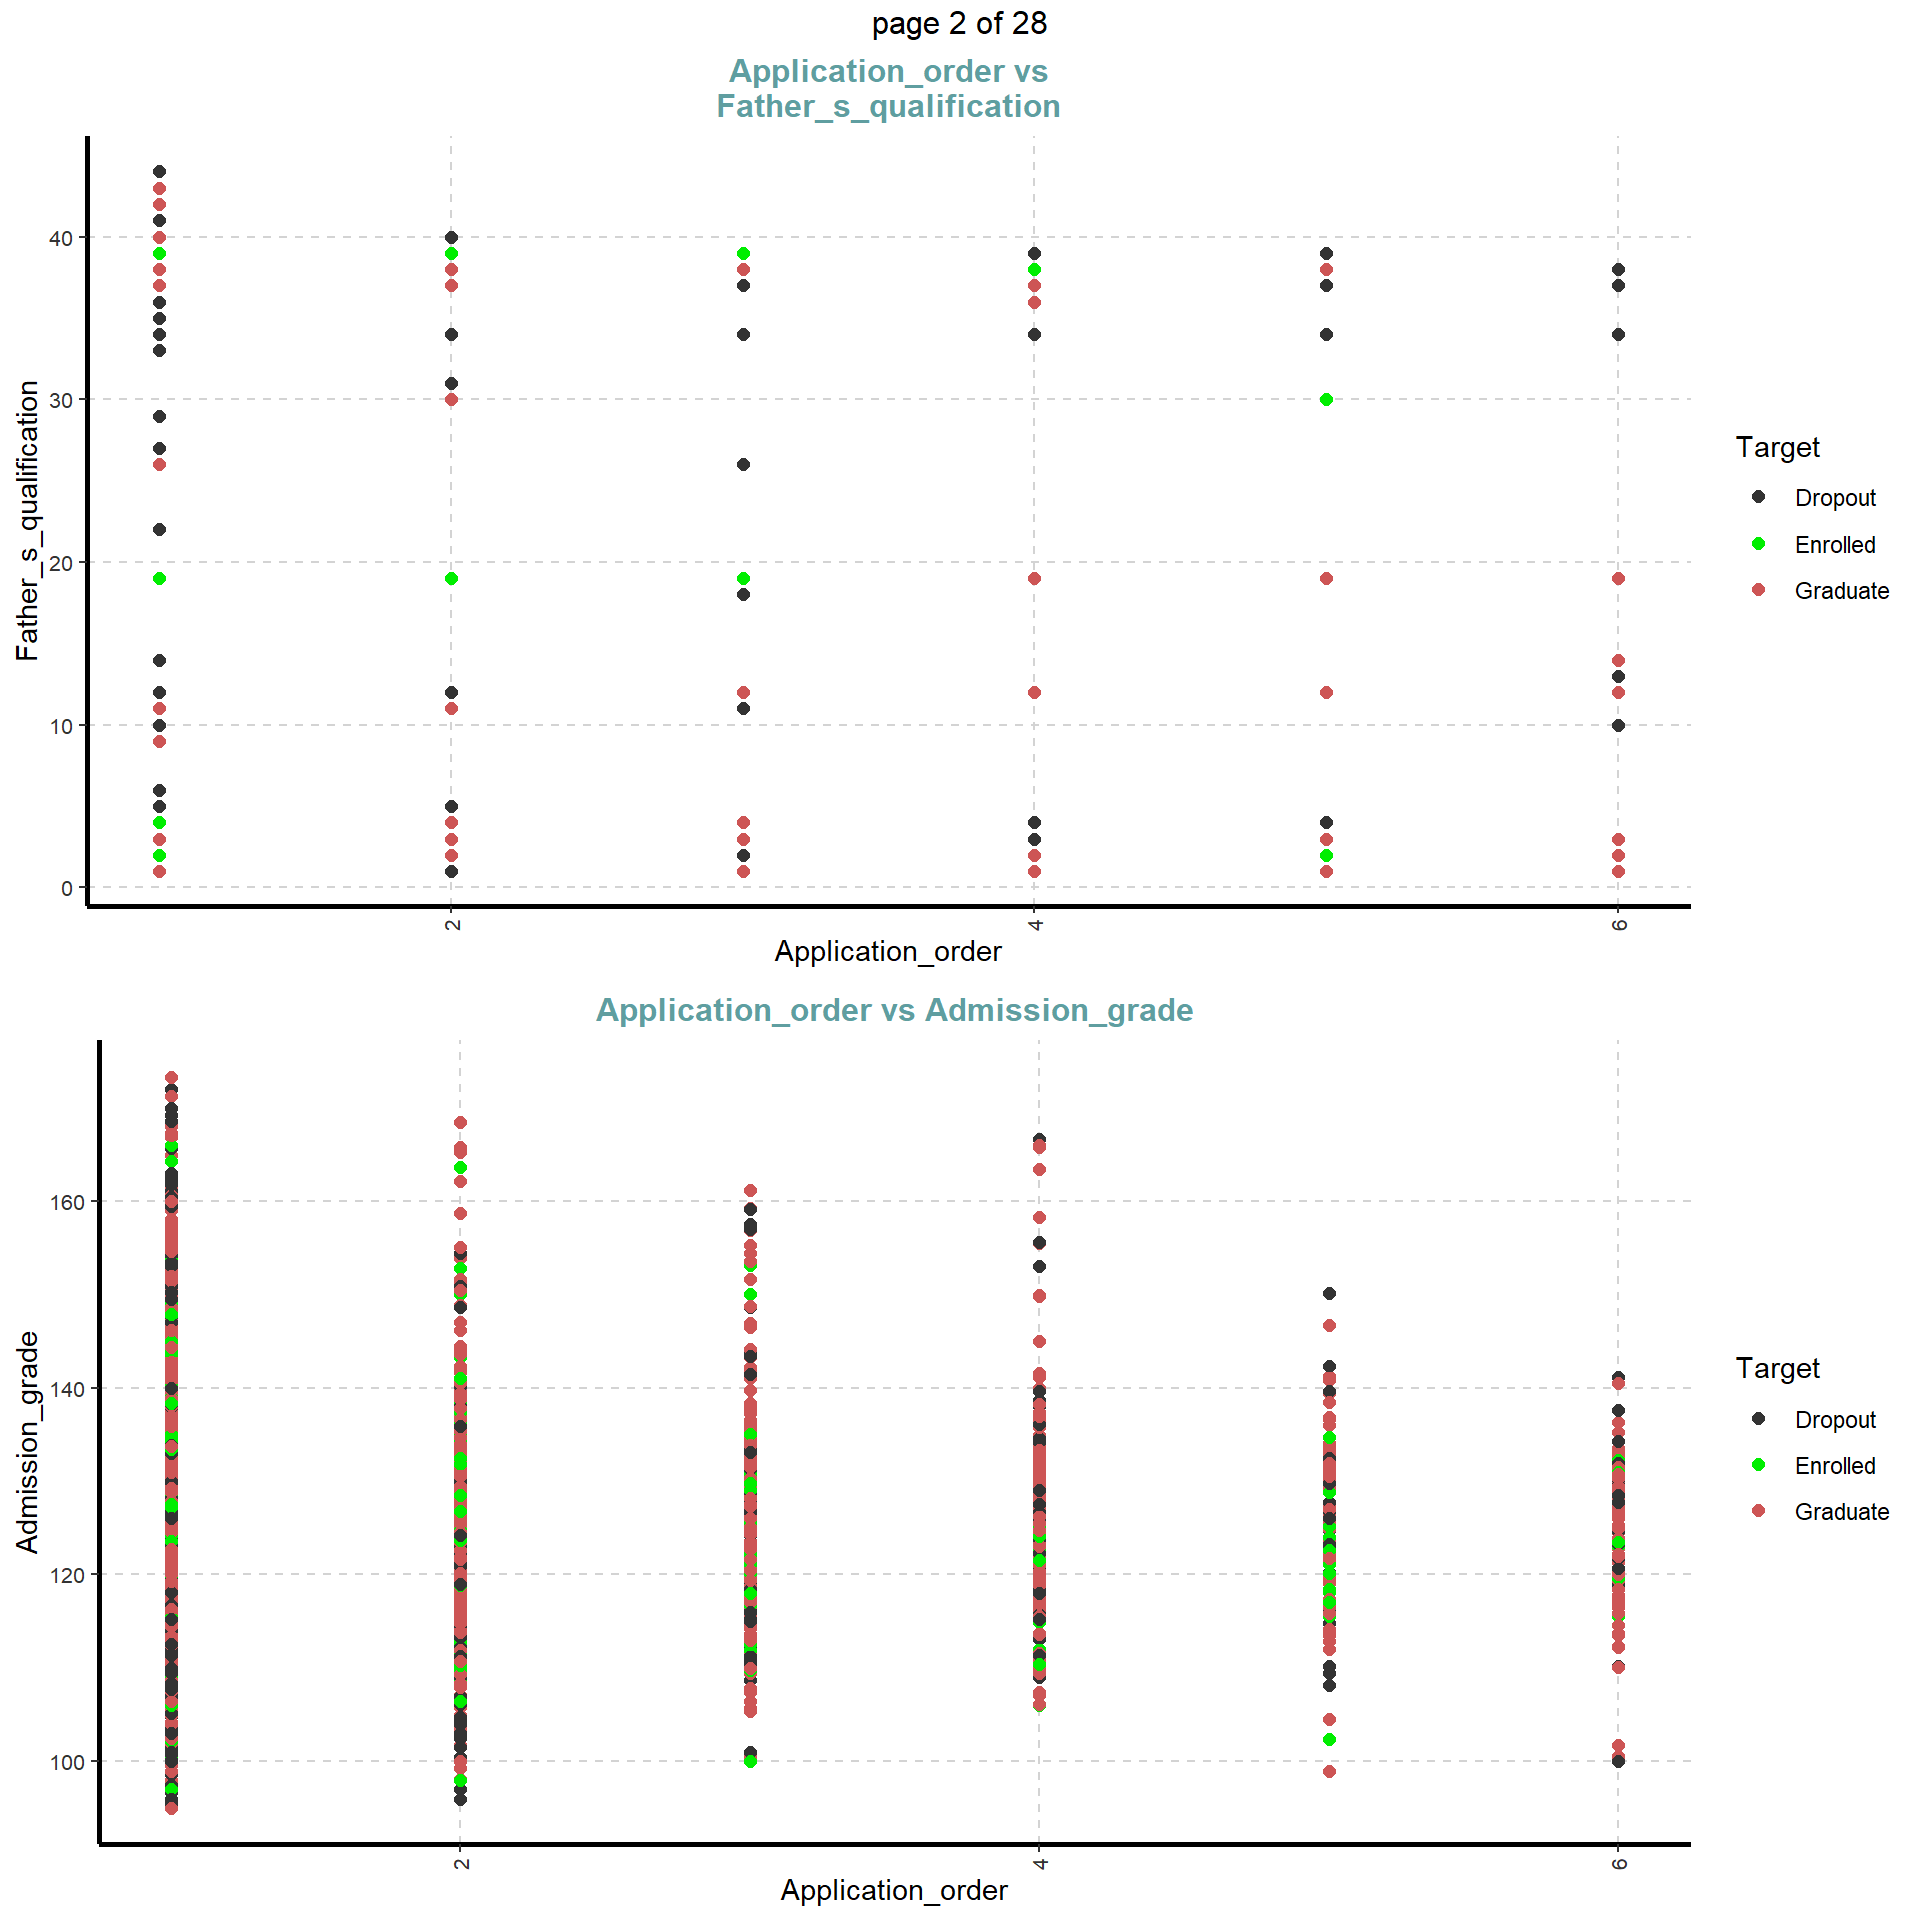 page 2 of 28
Application_order vs
Father_s_qualification
Father_s_qualification
40
30
20
10
0
2
4
6
Application_order
Target
Dropout
Enrolled
Graduate
Application_order vs Admission_grade
Admission_grade
160
140
120
100
2
4
6
Application_order
Target
Dropout
Enrolled
Graduate